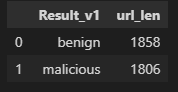 Result_v1 url_len
0 benign 1858
1 malicious 1806